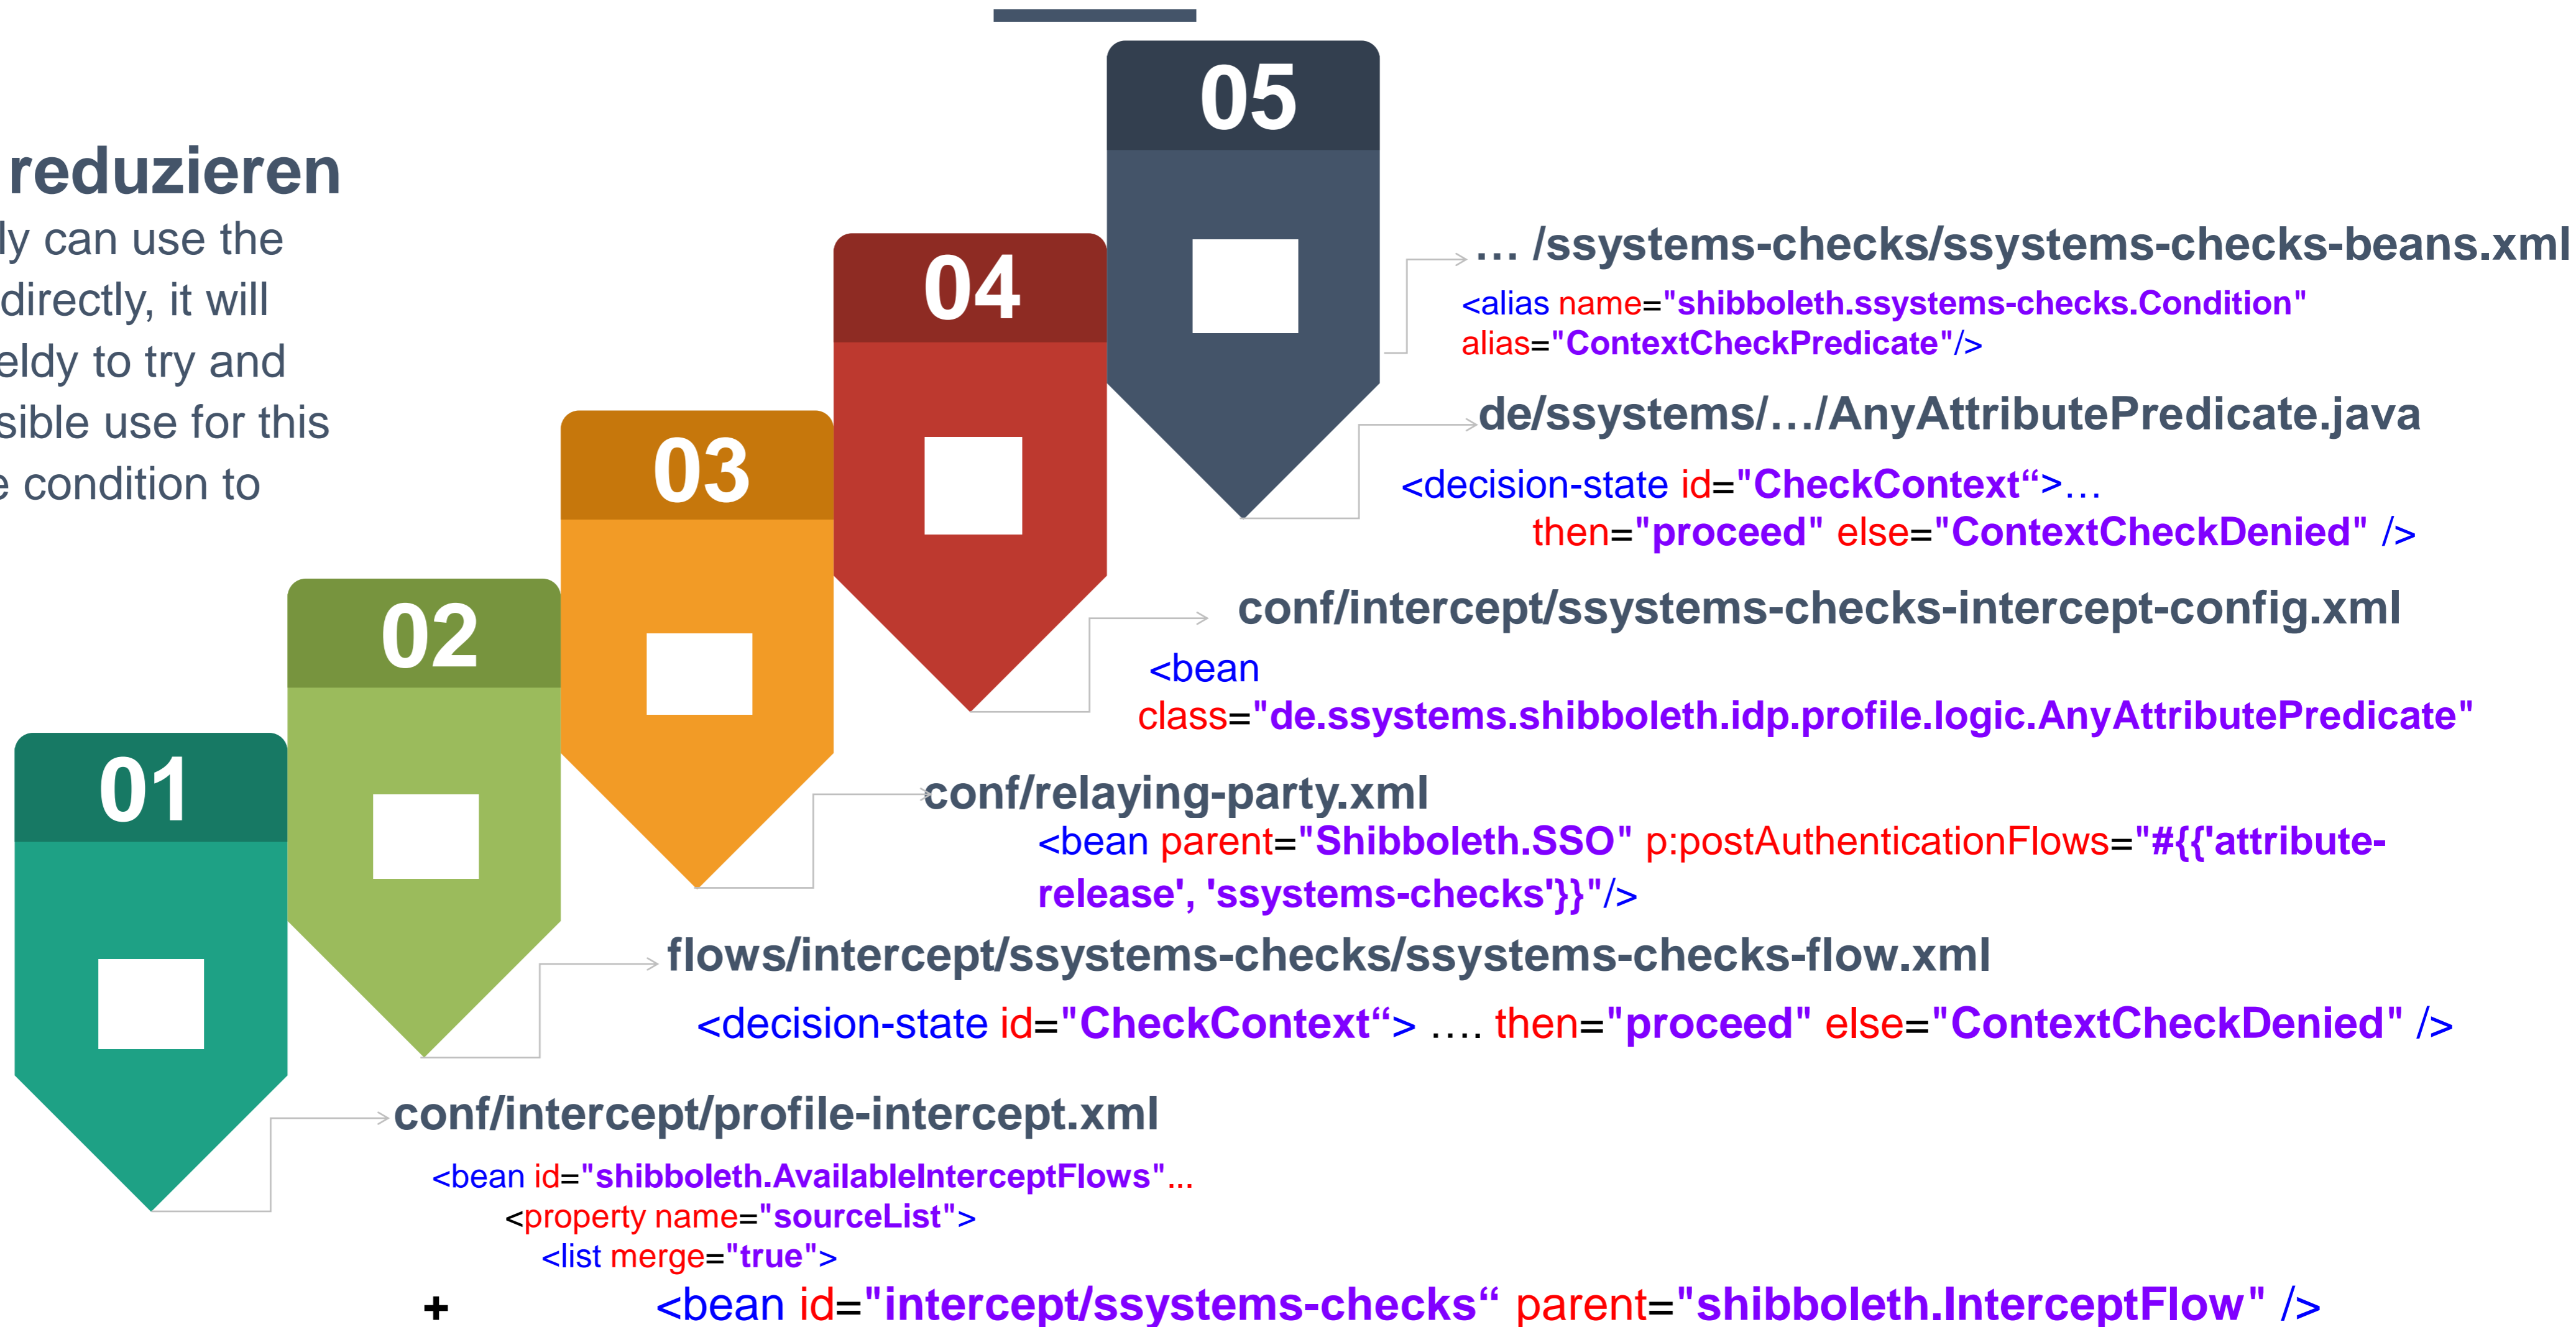 reduzieren
ly can use the
directly, it will
eldy to try and
sible use for this
e condition to
05
… /ssystems-checks/ssystems-checks-beans.xml
<alias name="shibboleth.ssystems-checks.Condition"
alias="ContextCheckPredicate"/>
de/ssystems/…/AnyAttributePredicate.java
<decision-state id="CheckContext“>…
then="proceed" else="ContextCheckDenied" />
04
conf/intercept/ssystems-checks-intercept-config.xml
<bean
class="de.ssystems.shibboleth.idp.profile.logic.AnyAttributePredicate"
03
conf/relaying-party.xml
<bean parent="Shibboleth.SSO" p:postAuthenticationFlows="#{{'attribute-
release', 'ssystems-checks'}}"/>
02
flows/intercept/ssystems-checks/ssystems-checks-flow.xml
<decision-state id="CheckContext“> …. then="proceed" else="ContextCheckDenied" />
01
conf/intercept/profile-intercept.xml
<bean id="shibboleth.AvailableInterceptFlows"...
<property name="sourceList">
<list merge="true">
+ <bean id="intercept/ssystems-checks“ parent="shibboleth.InterceptFlow" />